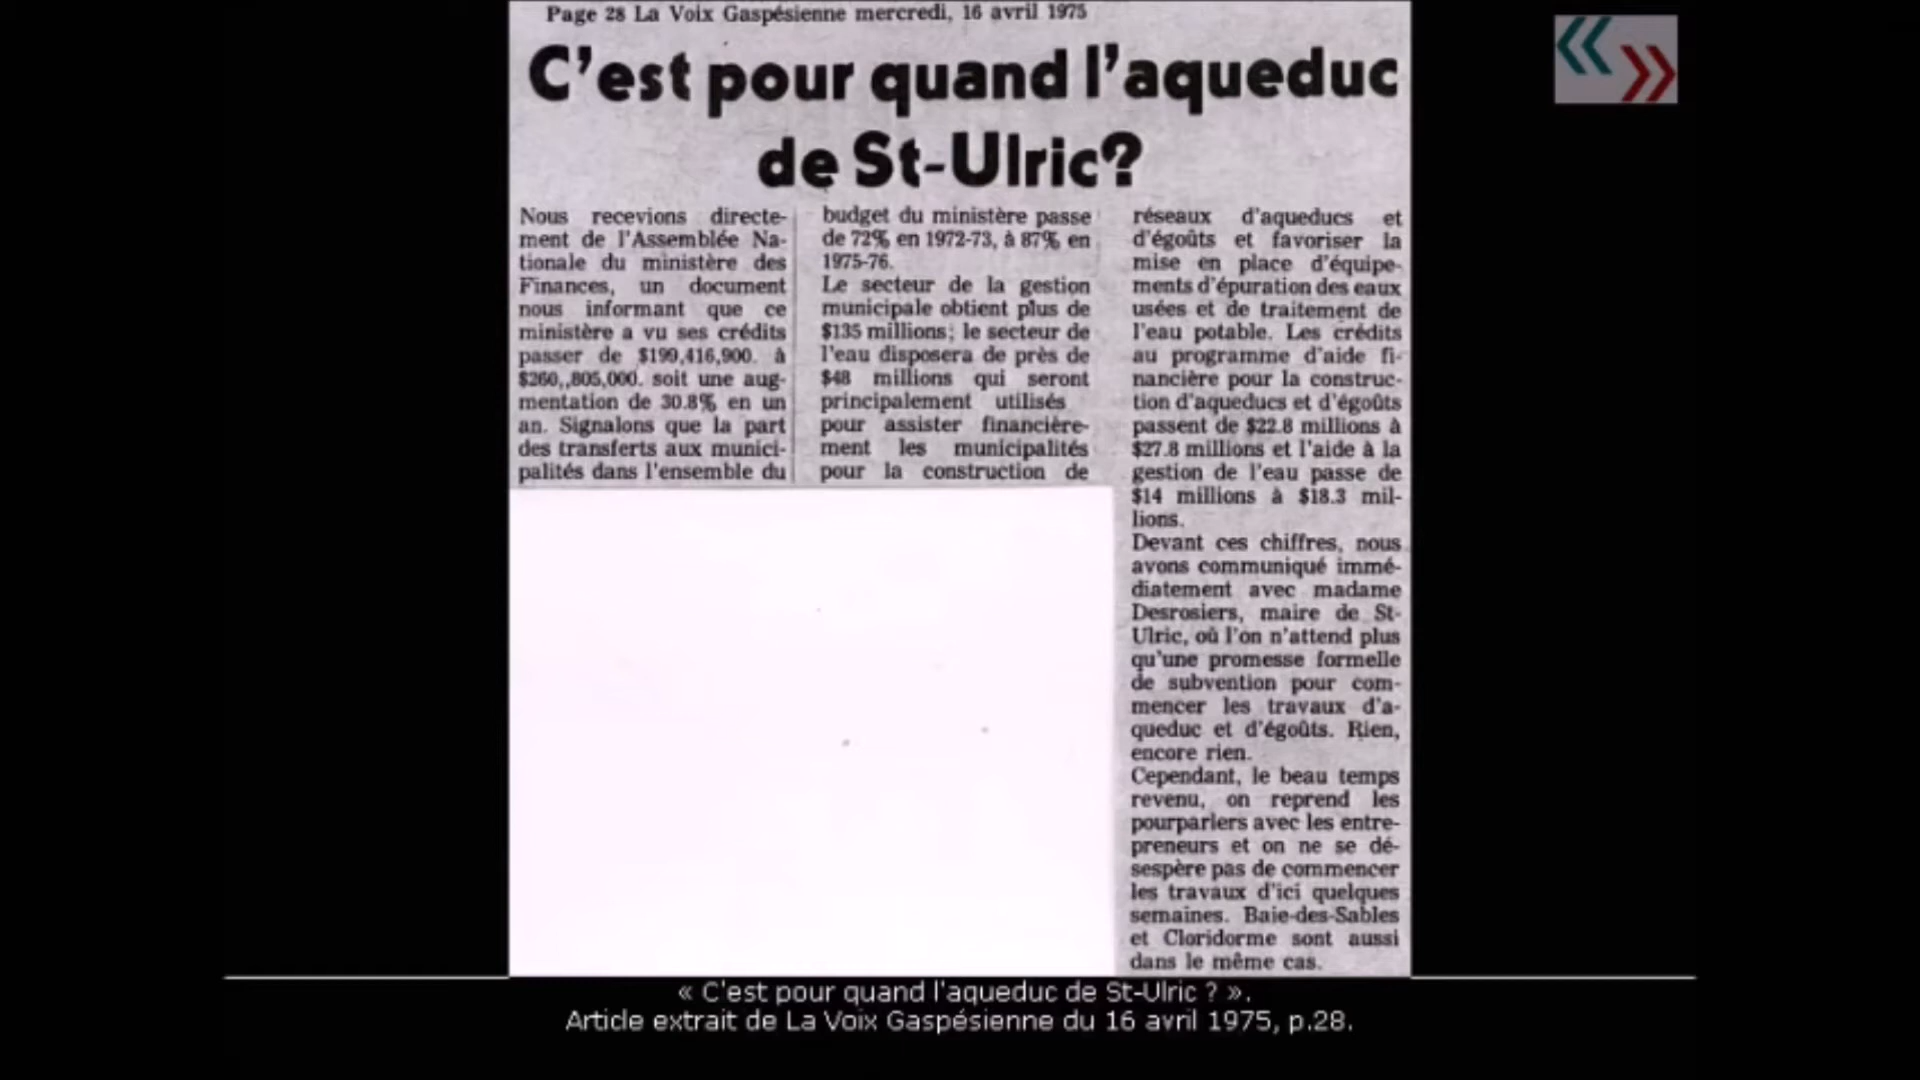 Page 28 La Voix Gaspésienne mercredi, 16 avril 1975
C'est pour quand l'aqueduc
de St-Ulric?
Nous recevions directe-
ment de l'Assemblée Na-
tionale du ministère des
Finances, un document
nous informant que ce
ministère a vu ses crédits
passer de $199,416,900. à
$260,,805,000. soit une aug-
mentation de 30.8% en un
an. Signalons que la part
des transferts aux munici-
palités dans l'ensemble du
budget du ministère passe
de 72% en 1972-73, à 87% en
1975-76.
Le secteur de la gestion
municipale obtient plus de
$135 millions; le secteur de
l'eau disposera de près de
$48 millions qui seront
principalement utilisés
pour assister financière-
ment les municipalités
pour la construction de
réseaux d'aqueducs et
d'égoûts et favoriser la
mise en place d'équipe-
ments d'épuration des eaux
usées et de traitement de
l'eau potable. Les crédits
au programme d'aide fi-
nancière pour la construc-
tion d'aqueducs et d'égoûts
passent de $22.8 millions à
$27.8 millions et l'aide à la
gestion de l'eau passe de
$14 millions à $18.3 mil-
lions.
Devant ces chiffres, nous
avons communiqué immé-
diatement avec madame
Desrosiers, maire de St-
Ulric, où l'on n'attend plus
qu'une promesse formelle
de subvention pour com-
mencer les travaux d'a-
queduc et d'égoûts. Rien,
encore rien.
Cependant, le beau temps
revenu, on reprend les
pourparlers avec les entre-
preneurs et on ne se dé-
sespère pas de commencer
les travaux d'ici quelques
semaines. Baie-des-Sables
et Cloridorme sont aussi
dans le même cas.
« C'est pour quand l'aqueduc de St-Ulric ? ».
Article extrait de La Voix Gaspésienne du 16 avril 1975, p.28.